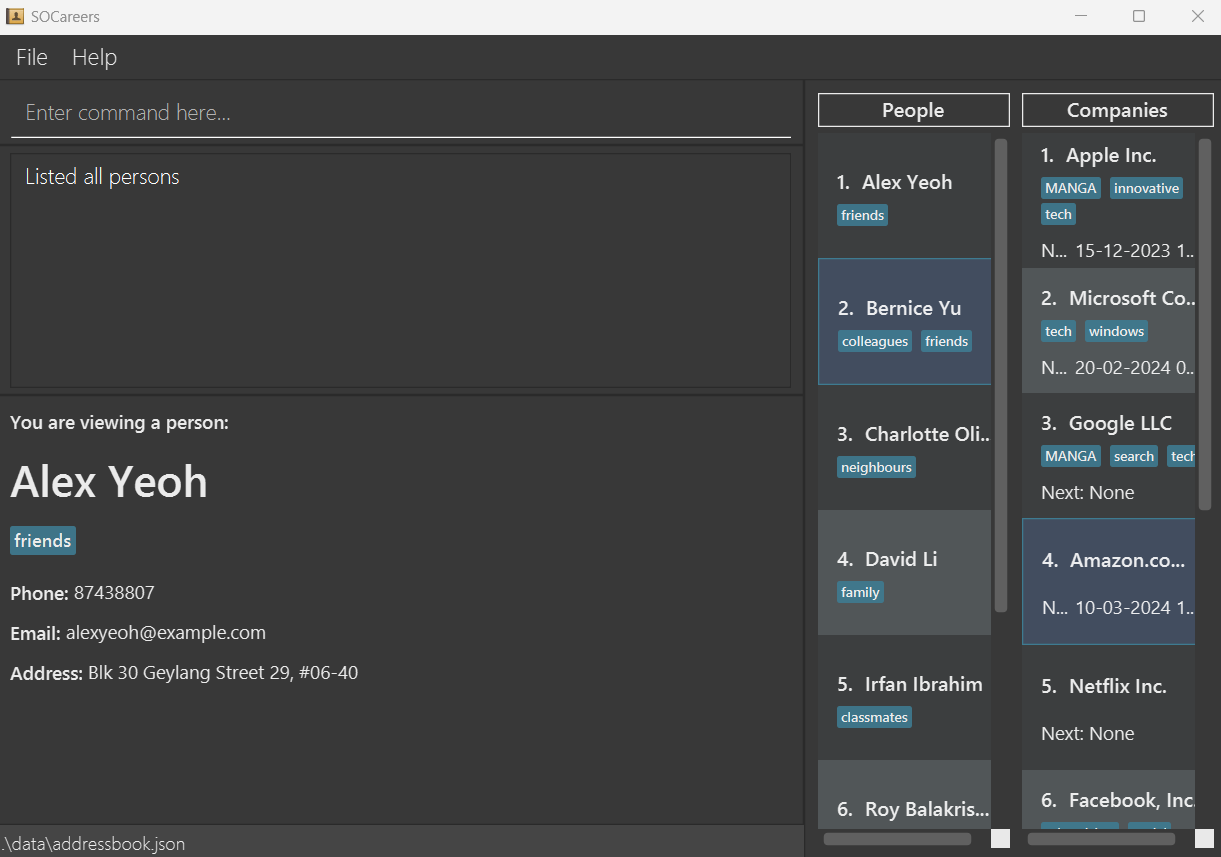 SOCareers
File Help
Enter command here...
Listed all persons
You are viewing a person:
Alex Yeoh
friends
Phone: 87438807
Email: alexyeoh@example.com
Address: Blk 30 Geylang Street 29, #06-40
.\data\addressbook.json
People
1. Alex Yeoh
friends
2. Bernice Yu
colleagues friends
3. Charlotte Oli..
neighbours
4. David Li
family
5. Irfan Ibrahim
classmates
6. Roy Balakris...
Companies
1. Apple Inc.
MANGA innovative
tech
N... 15-12-2023 1..
2. Microsoft Co..
tech windows
N... 20-02-2024 0..
3. Google LLC
MANGA search tech
Next: None
4. Amazon.co...
N... 10-03-2024 1..
5. Netflix Inc.
Next: None
6. Facebook, Inc.